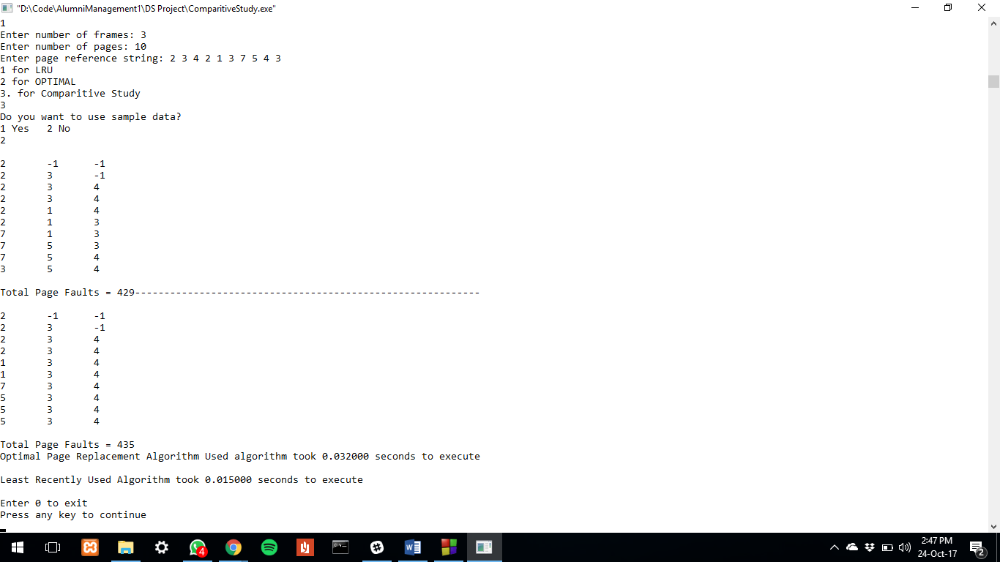 "D:\Code\AlumniManagement1\DS Project\ComparitiveStudy.exe"
1
Enter number of frames: 3
Enter number of pages: 10
Enter page reference string: 2 3 4 2 1 3 7 5 4 3
1 for LRU
2 for OPTIMAL
3. for Comparitive Study
3
Do you want to use sample data?
1 Yes   2 No
2
2       -1      -1
2       3       -1
2       3       4
2       3       4
2       1       4
2       1       3
7       1       3
7       5       3
7       5       4
3       5       4
Total Page Faults = 429-----------------------------------------------------------
2       -1      -1
2       3       -1
2       3       4
2       3       4
1       3       4
1       3       4
7       3       4
5       3       4
5       3       4
5       3       4
Total Page Faults = 435
Optimal Page Replacement Algorithm Used algorithm took 0.032000 seconds to execute
Least Recently Used Algorithm took 0.015000 seconds to execute
Enter 0 to exit
Press any key to continue
4
2:47 PM
24-Oct-17
2